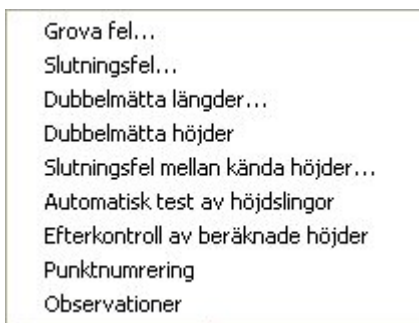 Grova fel...
Slutningsfel...
Dubbelmätta längder...
Dubbelmätta höjder
Slutningsfel mellan kända höjder...
Automatisk test av höjdslingor
Efterkontroll av beräknade höjder
Punktnumrering
Observationer